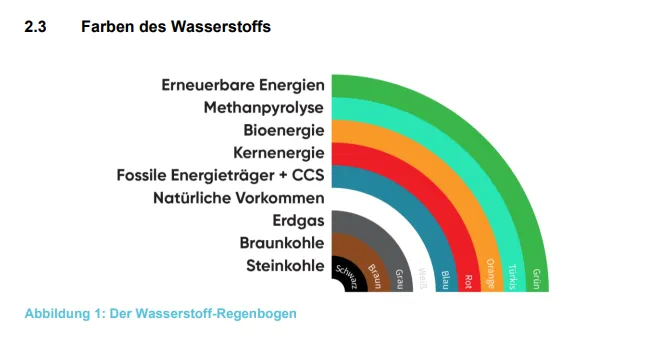 2.3 Farben des Wasserstoffs
Erneuerbare Energien
Methanpyrolyse
Bioenergie
Kernenergie
Fossile Energieträger + CCS
Natürliche Vorkommen
Erdgas
Braunkohle
Steinkohle
Schwarz
Braun
Grau
Weiß
Blau
Rot
Orange
Türkis
Grün
Abbildung 1: Der Wasserstoff-Regenbogen